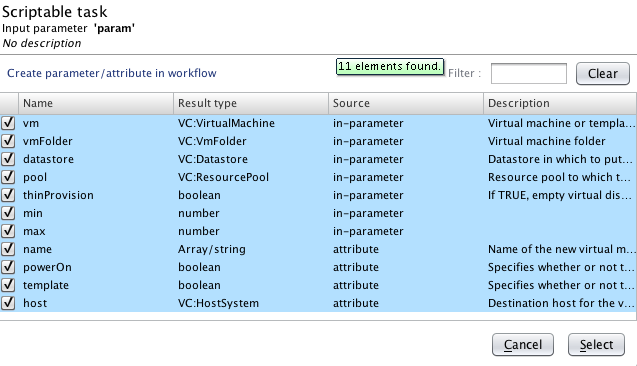 Scriptable task
Input parameter 'param'
No description
Create parameter/attribute in workflow 11 elements found. Filter : Clear
Name Result type Source Description
vm VC:VirtualMachine in-parameter Virtual machine or templa...
vmFolder VC:VmFolder in-parameter Virtual machine folder
datastore VC:Datastore in-parameter Datastore in which to put...
pool VC:ResourcePool in-parameter Resource pool to which t...
thinProvision boolean in-parameter If TRUE, empty virtual dis...
min number in-parameter
max number in-parameter
name Array/string attribute Name of the new virtual m...
powerOn boolean attribute Specifies whether or not t...
template boolean attribute Specifies whether or not t...
host VC:HostSystem attribute Destination host for the v...
Cancel Select